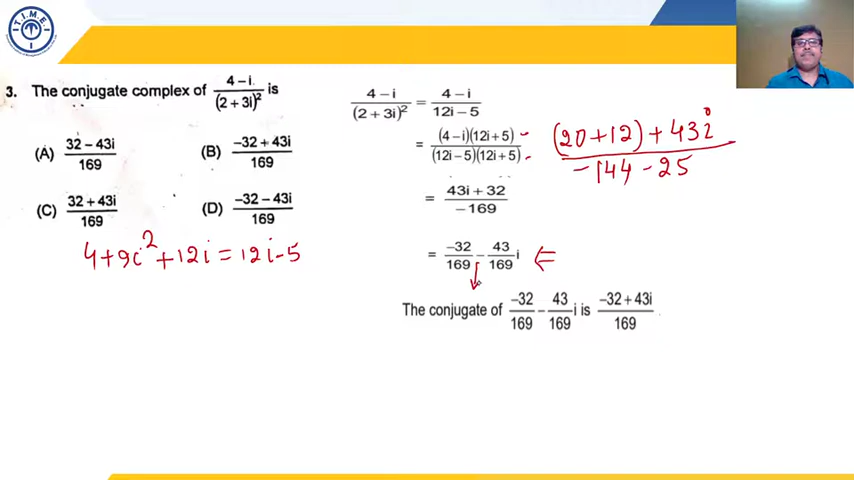 T.I.M.E.
3. The conjugate complex of (4 – i)/(2 + 3i)² is
(A) (32 – 43i)/169
(B) (–32 + 43i)/169
(C) (32 + 43i)/169
(D) (–32 – 43i)/169
4+9i²+12i = 12i-5
(4 – i)/(2 + 3i)² = (4 – i)/(12i – 5)
= (4 – i)(12i + 5)/(12i – 5)(12i + 5)
(20+12)+43i/-144-25
= (43i + 32)/–169
= –32/169 – 43/169 i ⇐
The conjugate of –32/169 – 43/169 i is (–32 + 43i)/169.